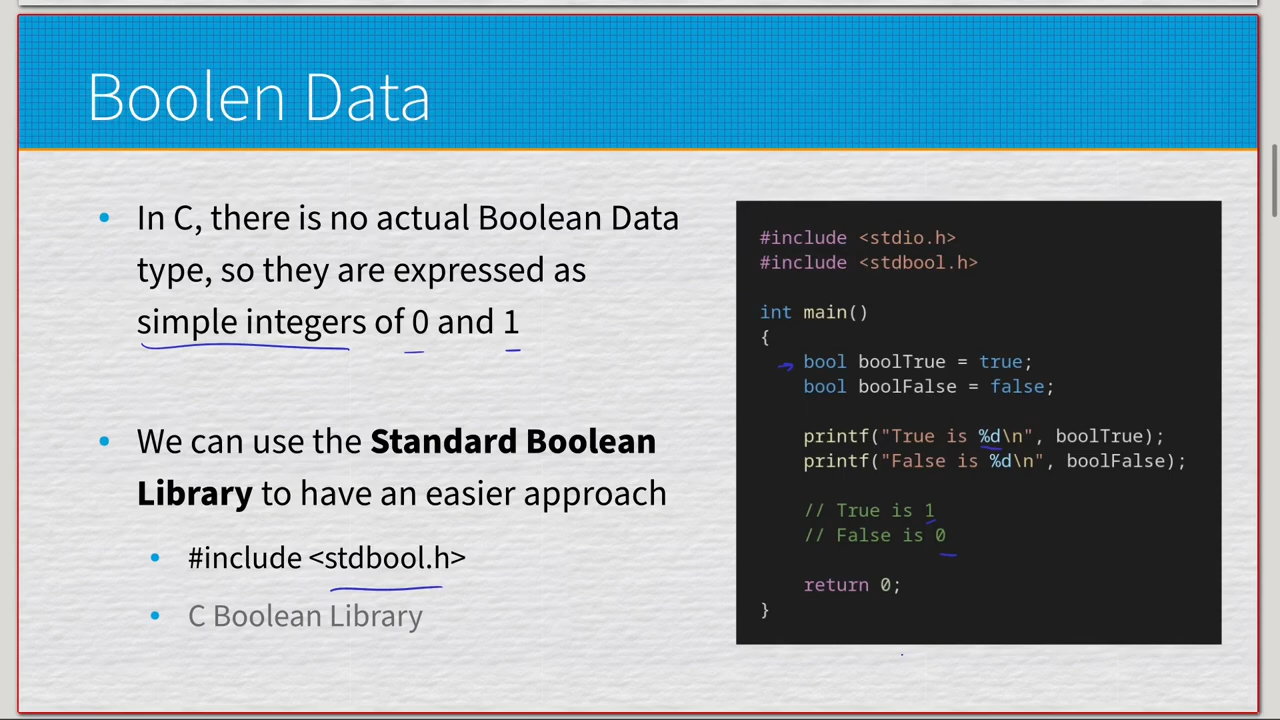 Boolen Data
• In C, there is no actual Boolean Data
type, so they are expressed as
simple integers of 0 and 1
• We can use the Standard Boolean
Library to have an easier approach
• #include <stdbool.h>
• C Boolean Library
#include <stdio.h>
#include <stdbool.h>
int main()
{
bool boolTrue = true;
bool boolFalse = false;
printf("True is %d\n", boolTrue);
printf("False is %d\n", boolFalse);
// True is 1
// False is 0
return 0;
}